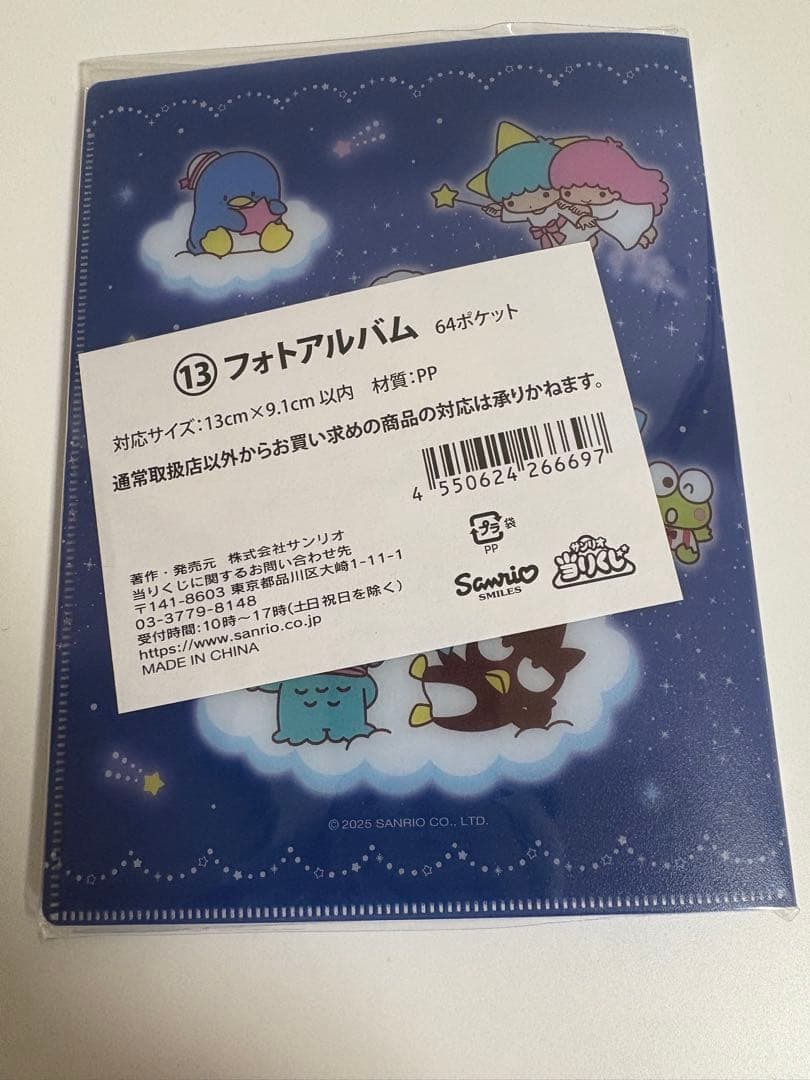 ⑬フォトアルバム 64ポケット
対応サイズ:13cm×9.1cm 以内 材質:PP
通常取扱店以外からお買い求めの商品の対応は承りかねます。
4 550624 266697
著作・発売元 株式会社サンリオ
当りくじに関するお問い合わせ先
〒141-8603 東京都品川区大崎1-11-1
03-3779-8148
受付時間:10時～17時(土日祝日を除く)
https://www.sanrio.co.jp
MADE IN CHINA
プラ 袋
PP
Sanrio
SMILES
サンリオ
当りくじ
© 2025 SANRIO CO., LTD.